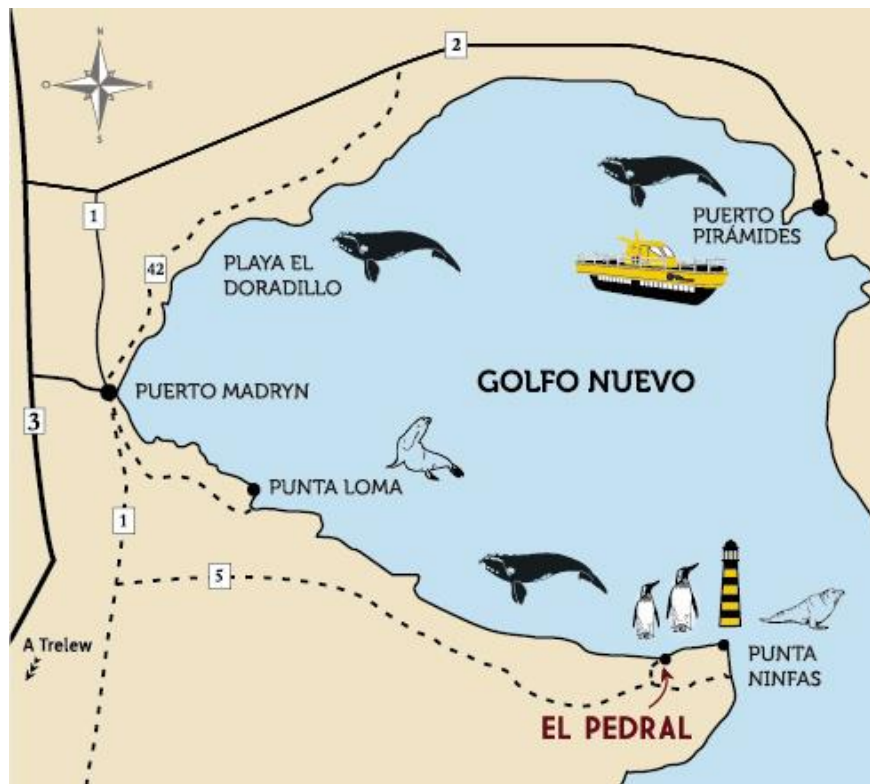 N
O
E
S
2
1
42
PLAYA EL
DORADILLO
PUERTO
PIRÁMIDES
GOLFO NUEVO
PUERTO MADRYN
3
PUNTA LOMA
1
5
A Trelew
PUNTA
NINFAS
EL PEDRAL